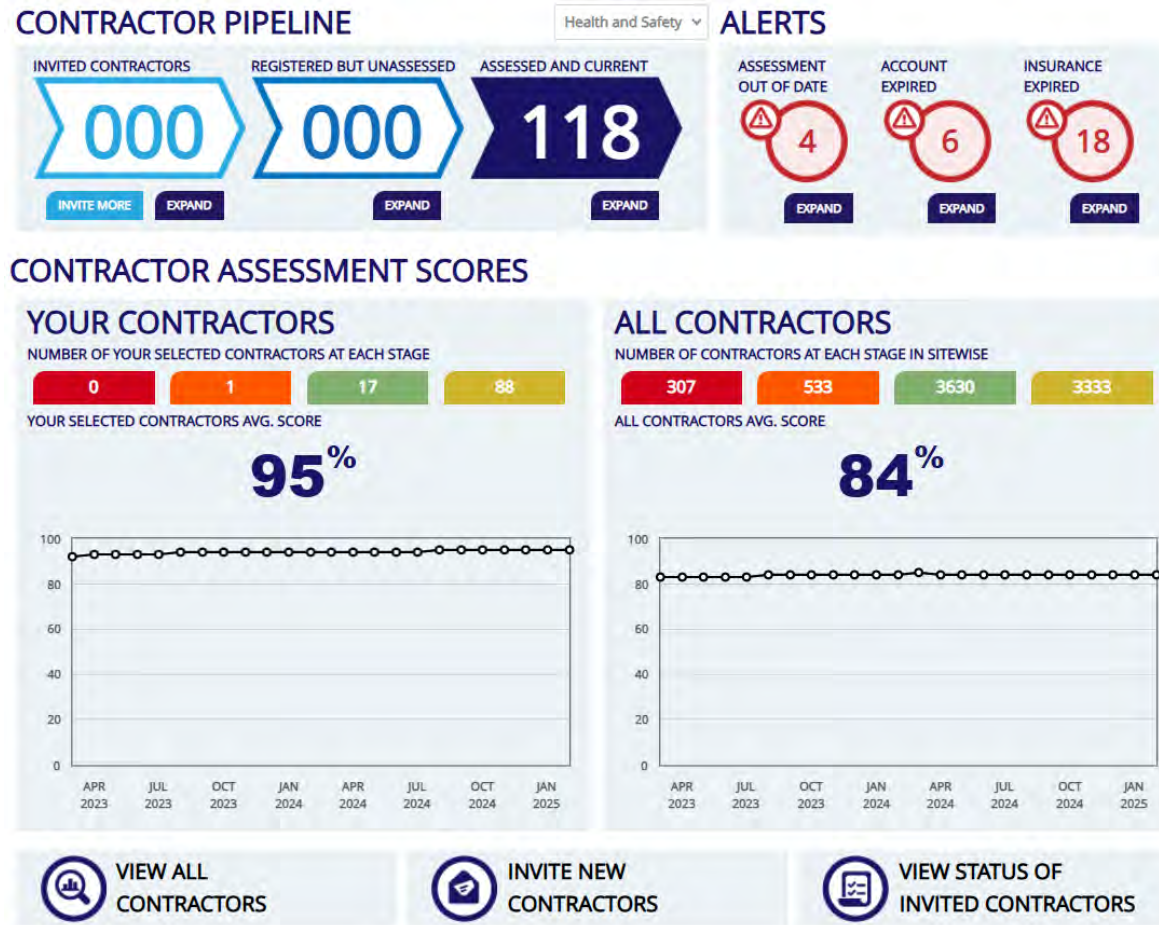 CONTRACTOR PIPELINE
Health and Safety
INVITED CONTRACTORS
REGISTERED BUT UNASSESSED
ASSESSED AND CURRENT
000
000
118
INVITE MORE
EXPAND
EXPAND
EXPAND
ALERTS
ASSESSMENT
OUT OF DATE
ACCOUNT
EXPIRED
INSURANCE
EXPIRED
4
6
18
EXPAND
EXPAND
EXPAND
CONTRACTOR ASSESSMENT SCORES
YOUR CONTRACTORS
NUMBER OF YOUR SELECTED CONTRACTORS AT EACH STAGE
0 1 17 88
YOUR SELECTED CONTRACTORS AVG. SCORE
95%
100
80
60
40
20
0
APR JUL OCT JAN APR JUL OCT JAN
2023 2023 2023 2024 2024 2024 2024 2025
ALL CONTRACTORS
NUMBER OF CONTRACTORS AT EACH STAGE IN SITEWISE
307 533 3630 3333
ALL CONTRACTORS AVG. SCORE
84%
100
80
60
40
20
0
APR JUL OCT JAN APR JUL OCT JAN
2023 2023 2023 2024 2024 2024 2024 2025
VIEW ALL
CONTRACTORS
INVITE NEW
CONTRACTORS
VIEW STATUS OF
INVITED CONTRACTORS